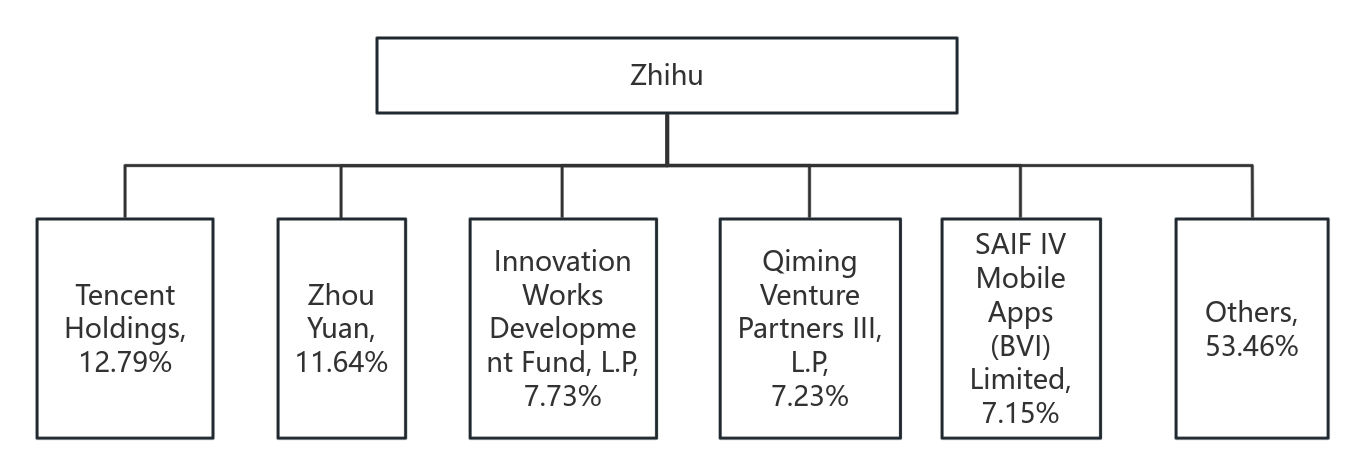 Zhihu
Tencent
Holdings,
12.79%
Zhou
Yuan,
11.64%
Innovation
Works
Developme
nt Fund, L.P,
7.73%
Qiming
Venture
Partners III,
L.P,
7.23%
SAIF IV
Mobile
Apps
(BVI)
Limited,
7.15%
Others,
53.46%